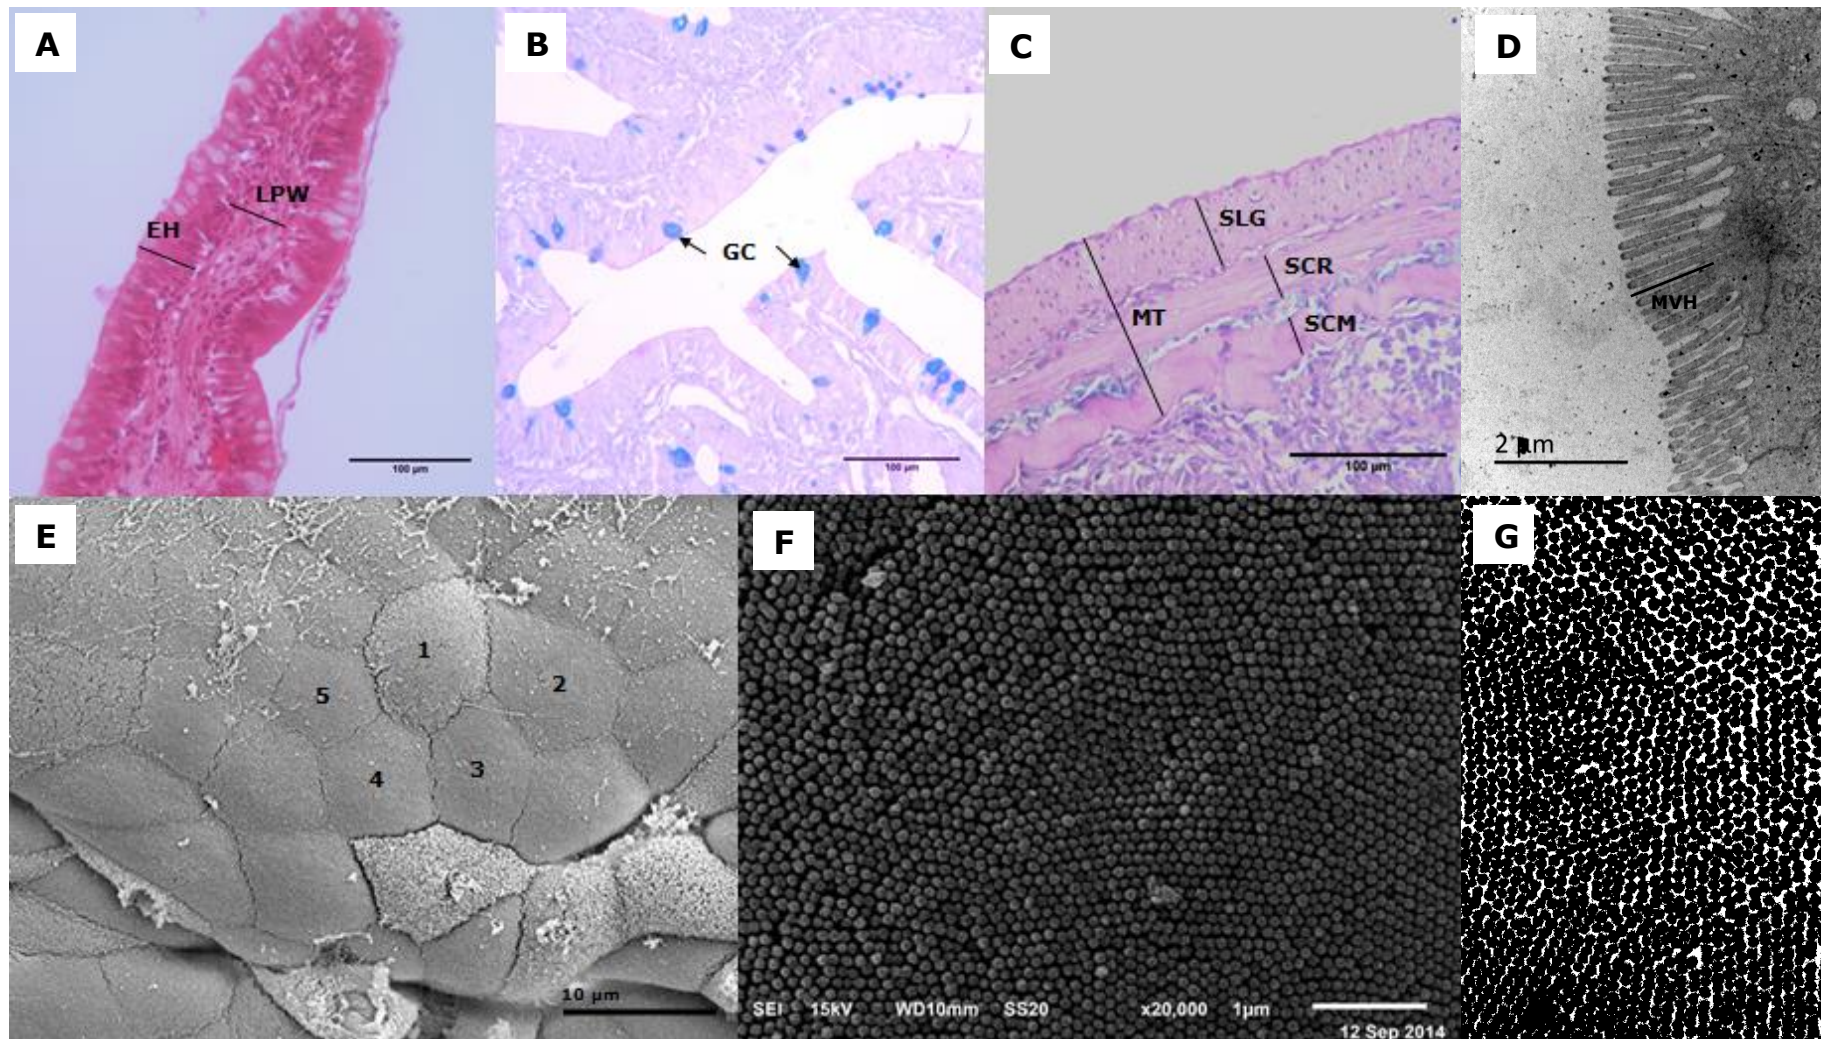 A
EH
LPW
100 µm
B
GC
100 µm
C
SLG
SCR
SCM
MT
100 µm
D
MVH
2 µm
E
1
2
5
4
3
10 µm
F
SEI 15kV WD10mm SS20 x20,000 1µm
12 Sep 2014
G